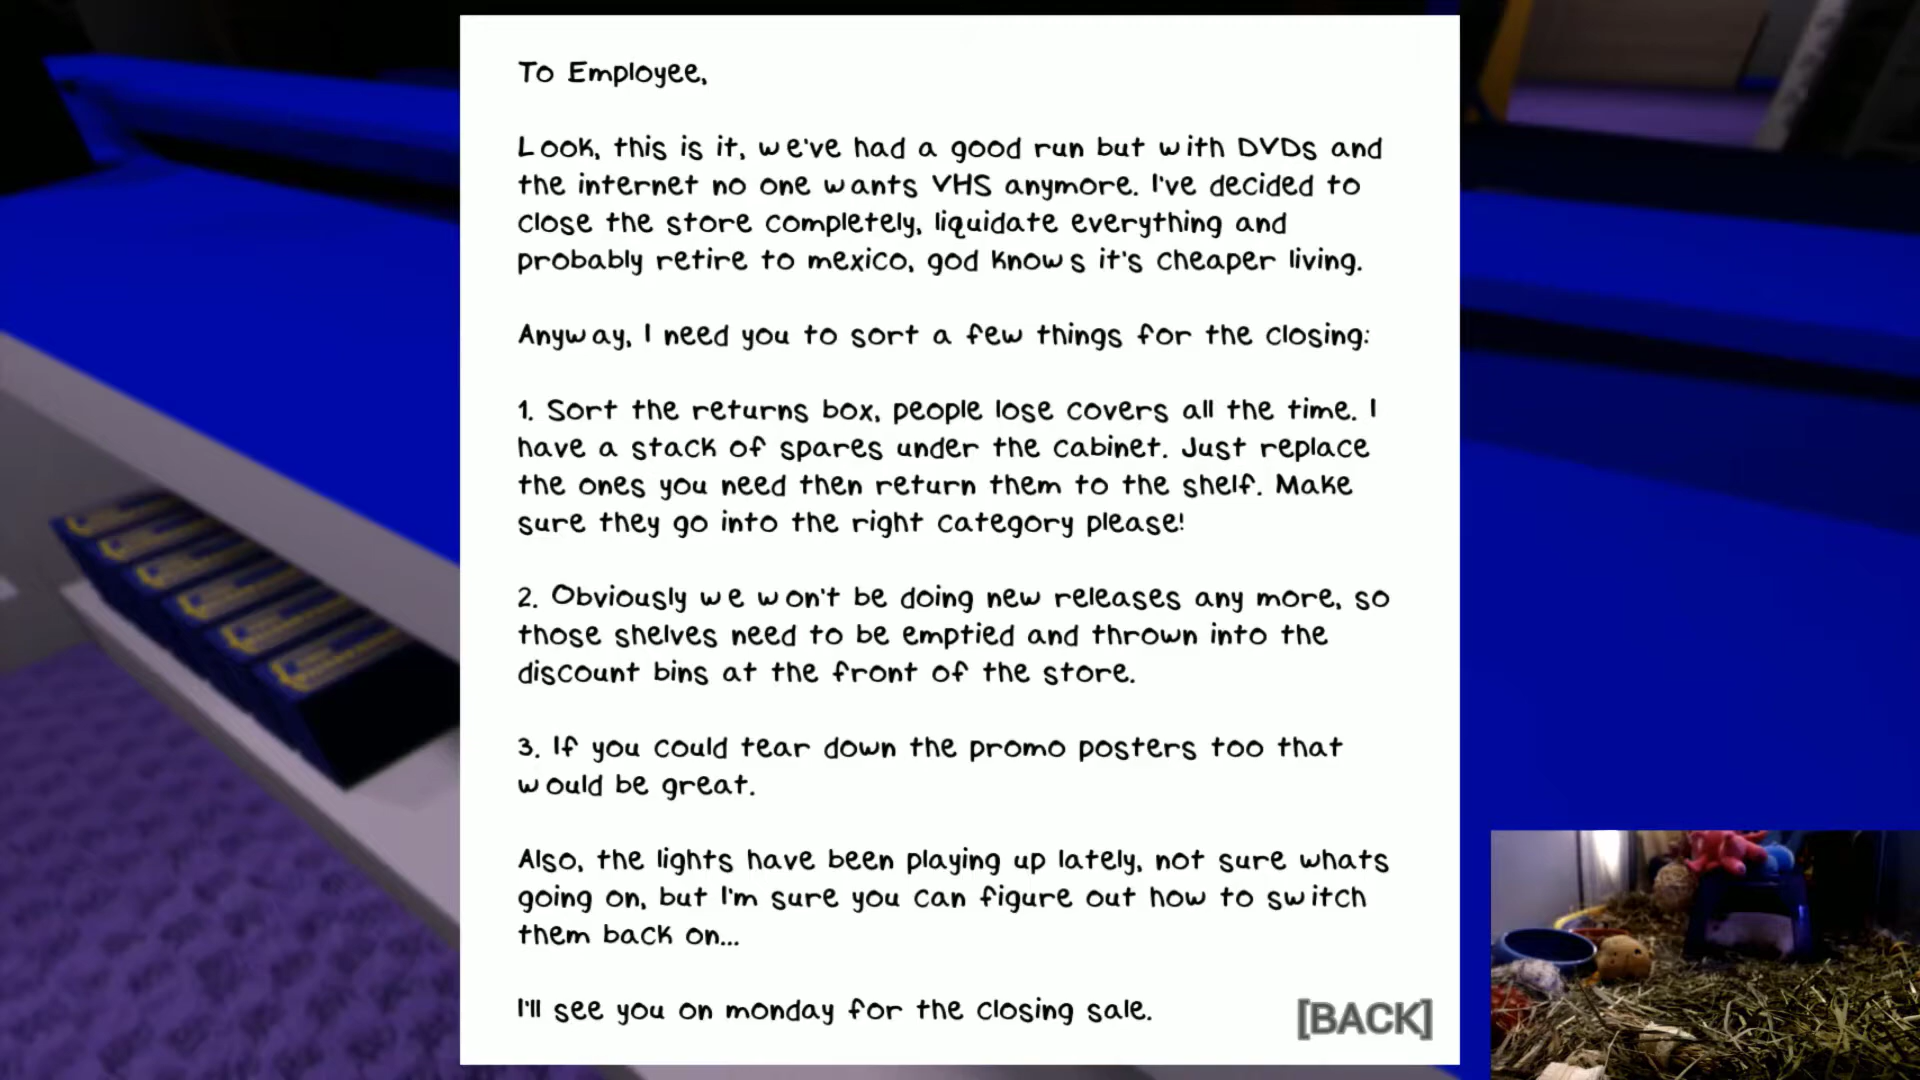 To Employee,
Look, this is it, we've had a good run but with DVDs and
the internet no one wants VHS anymore. I've decided to
close the store completely, liquidate everything and
probably retire to mexico, god knows it's cheaper living.
Anyway, I need you to sort a few things for the closing:
1. Sort the returns box, people lose covers all the time. I
have a stack of spares under the cabinet. Just replace
the ones you need then return them to the shelf. Make
sure they go into the right category please!
2. Obviously we won't be doing new releases any more, so
those shelves need to be emptied and thrown into the
discount bins at the front of the store.
3. If you could tear down the promo posters too that
would be great.
Also, the lights have been playing up lately, not sure whats
going on, but I'm sure you can figure out how to switch
them back on...
I'll see you on monday for the closing sale.
[BACK]